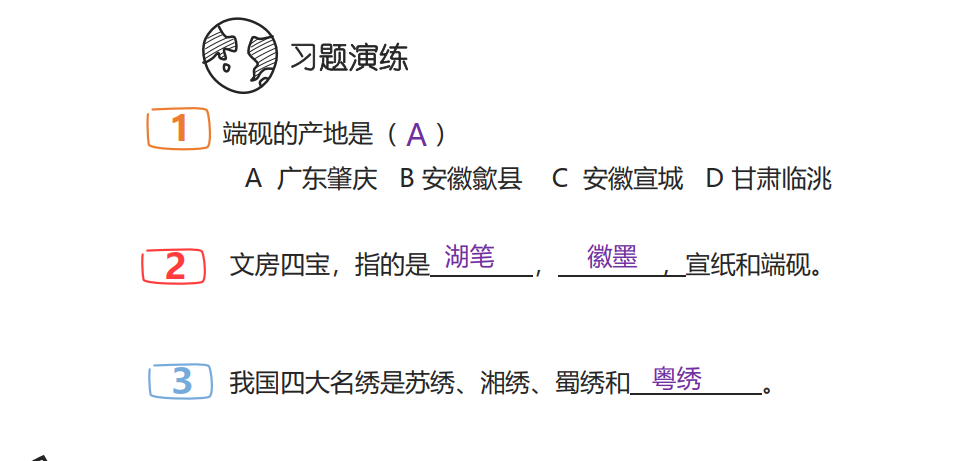 习题演练
1 端砚的产地是（A）
A 广东肇庆 B 安徽歙县 C 安徽宣城 D 甘肃临洮
2 文房四宝，指的是湖笔，徽墨，宣纸和端砚。
3 我国四大名绣是苏绣、湘绣、蜀绣和粤绣。